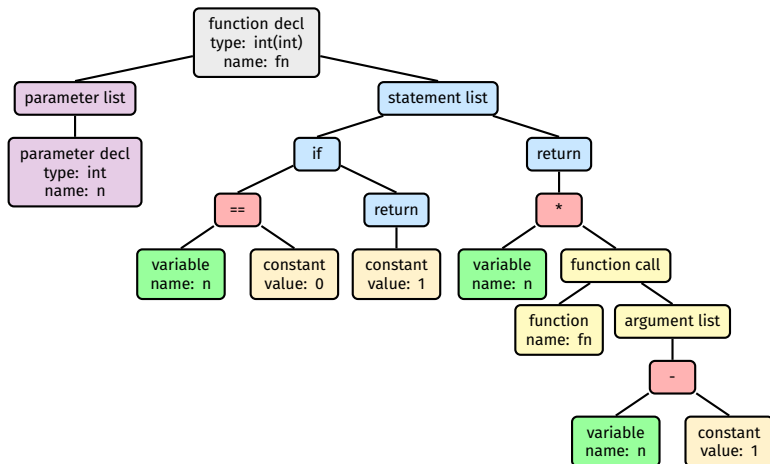 function decl
type: int(int)
name: fn
parameter list
statement list
parameter decl
type: int
name: n
if
return
==
return
*
variable
name: n
constant
value: 0
constant
value: 1
variable
name: n
function call
function
name: fn
argument list
-
variable
name: n
constant
value: 1